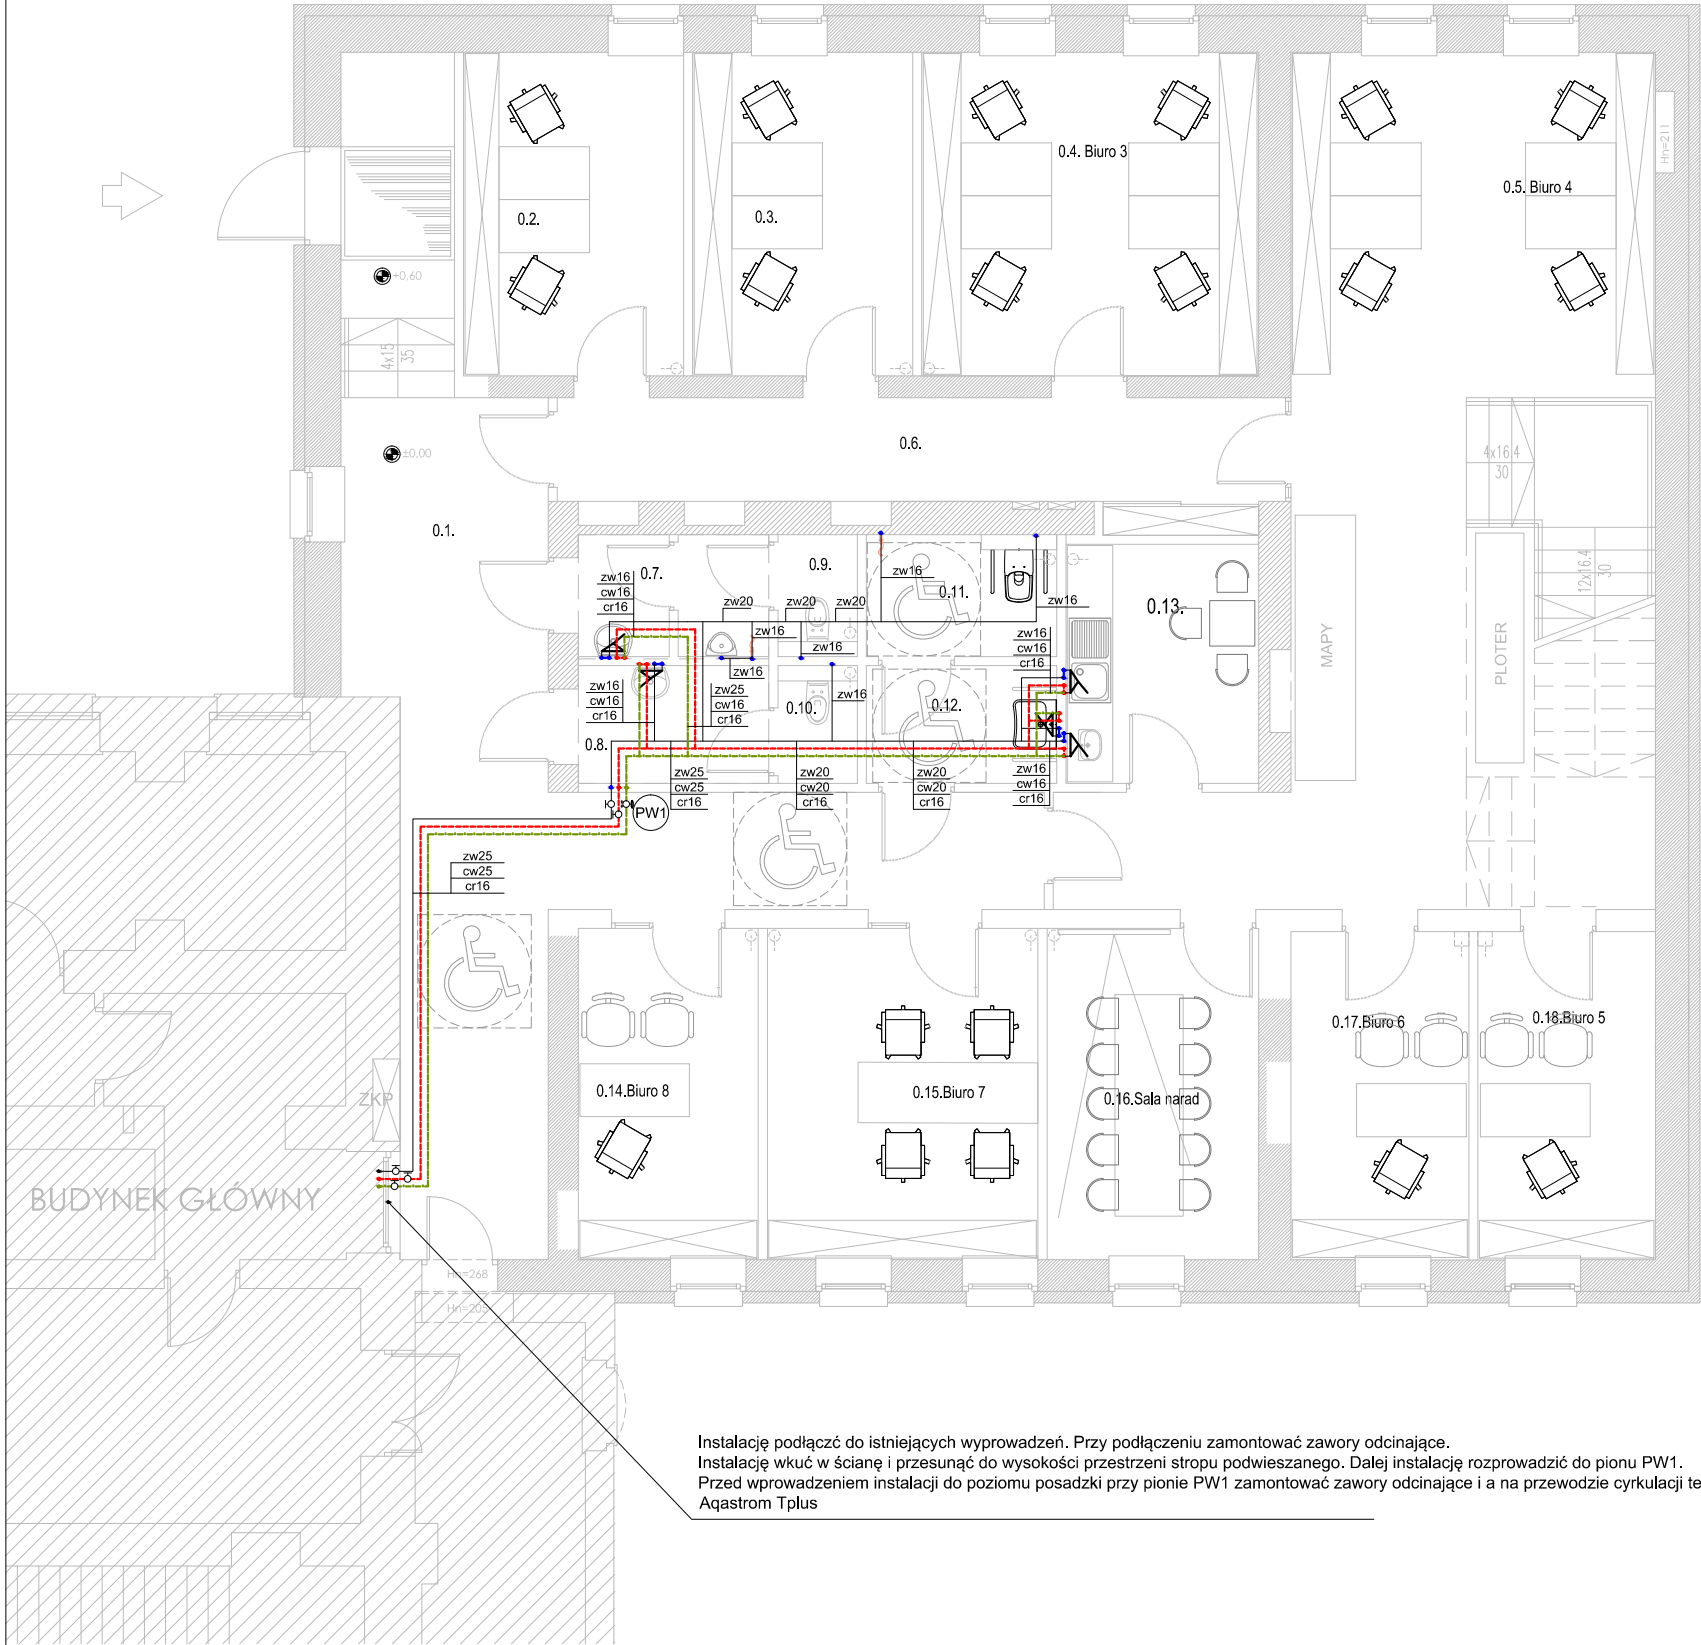 0.4. Biuro 3
Hn=211
0.5. Biuro 4
0.2.
0.3.
+0,60
4x15
35
0.6.
±0,00
4x16,4
30
0.1.
12x16,4
30
0.7.
0.9.
0.11.
0.13.
zw16
cw16
cr16
zw16
zw20
zw20
zw20
zw16
zw16
zw16
zw16
zw16
cw16
cr16
MAPY
PLOTER
zw16
cw16
cr16
zw25
cw16
cr16
0.10.
zw16
0.12.
0.8.
zw25
cw25
cr16
zw20
cw20
cr16
zw20
cw20
cr16
zw16
cw16
cr16
PW1
zw25
cw25
cr16
0.17.Biuro 6
0.18.Biuro 5
0.14.Biuro 8
0.15.Biuro 7
0.16.Sala narad
ZKP
BUDYNEK GŁÓWNY
Hn=268
Hn=205
Instalację podłączć do istniejących wyprowadzeń. Przy podłączeniu zamontować zawory odcinające.
Instalację wkuć w ścianę i przesunąć do wysokości przestrzeni stropu podwieszanego. Dalej instalację rozprowadzić do pionu PW1.
Przed wprowadzeniem instalacji do poziomu posadzki przy pionie PW1 zamontować zawory odcinające i a na przewodzie cyrkulacji te
Aqastrom Tplus